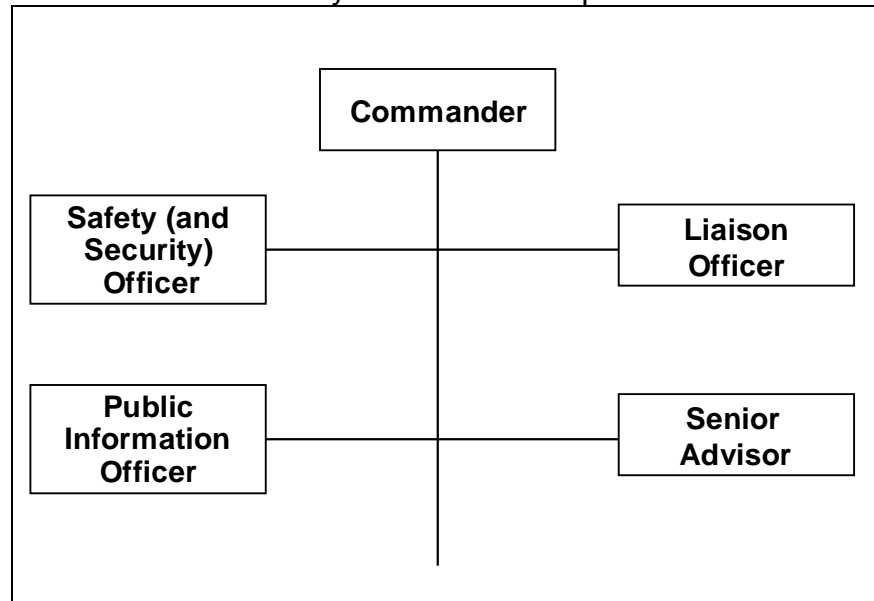 Commander
Safety (and
Security)
Officer
Liaison
Officer
Public
Information
Officer
Senior
Advisor